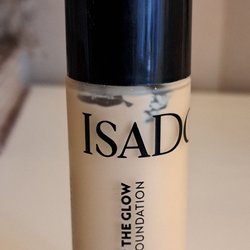 ISADO
THE GLOW
FOUNDATION